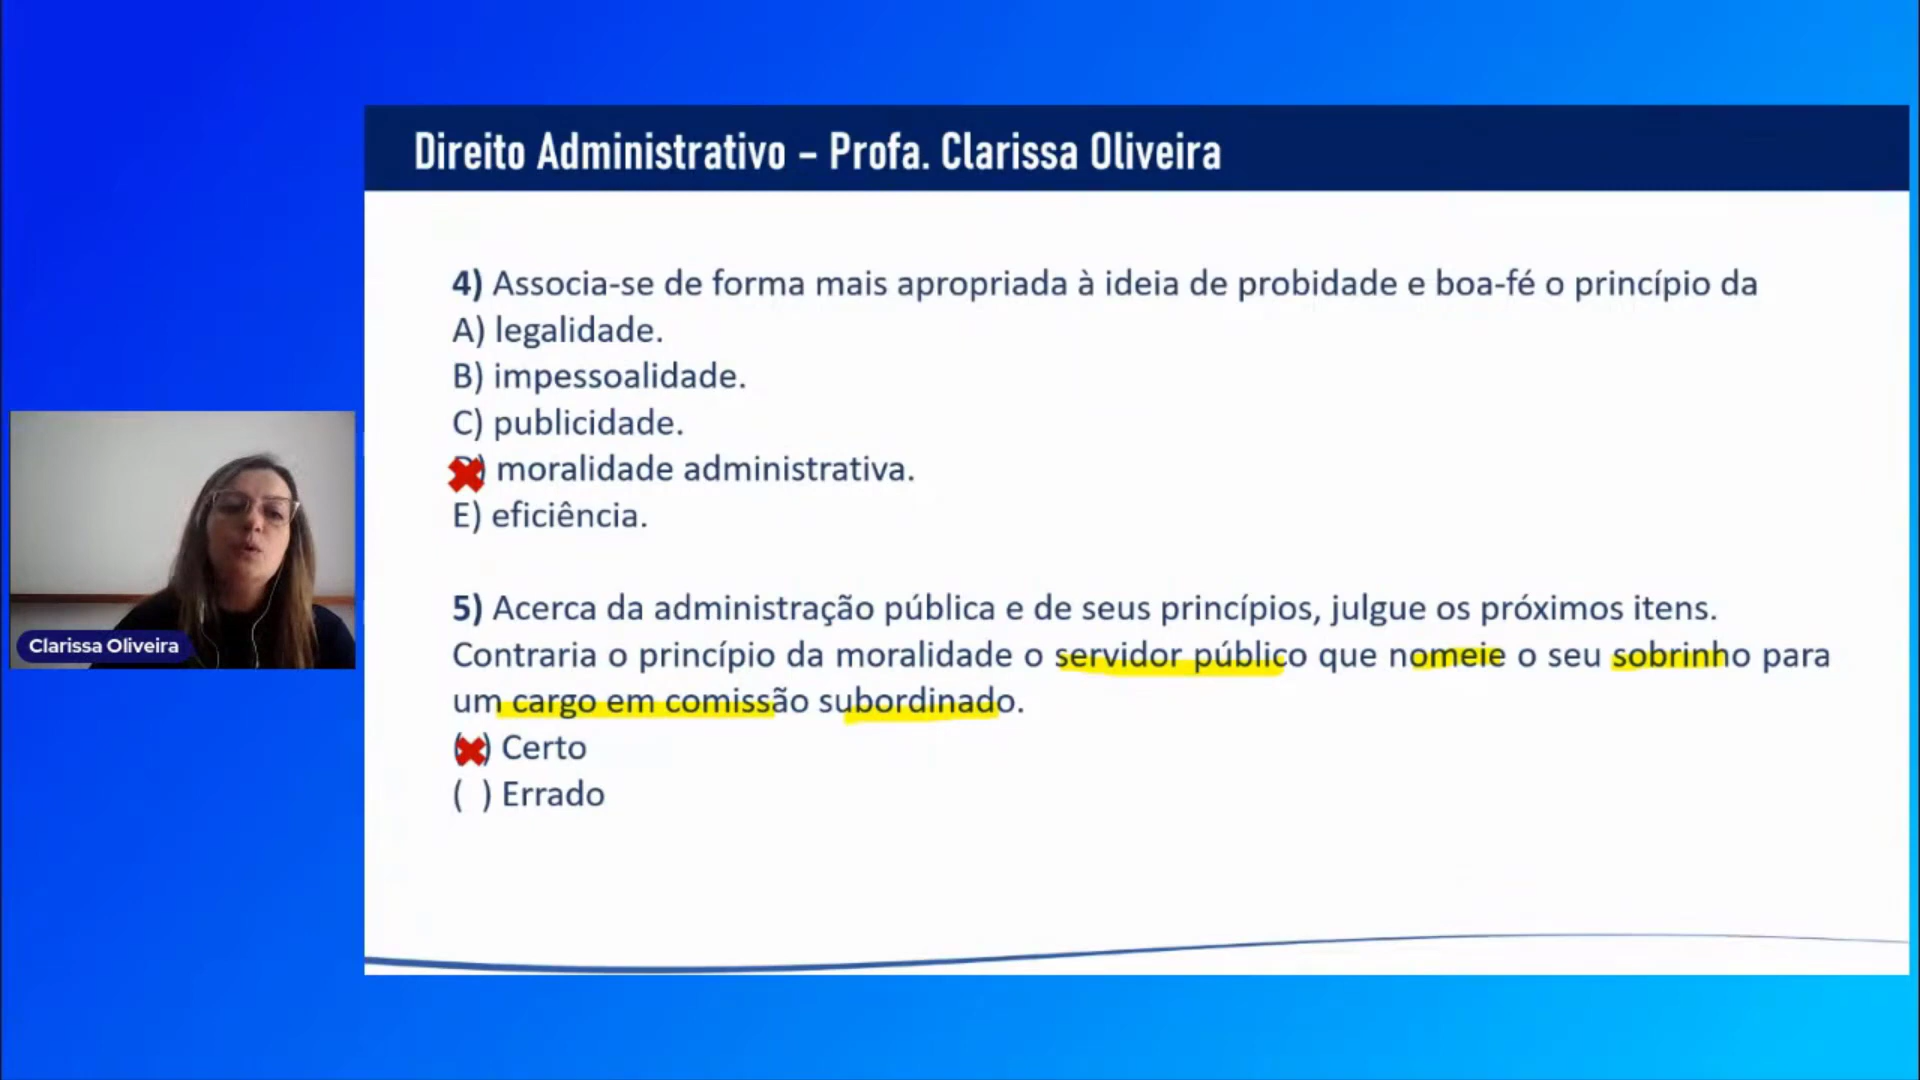 Direito Administrativo – Profa. Clarissa Oliveira
4) Associa-se de forma mais apropriada à ideia de probidade e boa-fé o princípio da
A) legalidade.
B) impessoalidade.
C) publicidade.
D) moralidade administrativa.
E) eficiência.
5) Acerca da administração pública e de seus princípios, julgue os próximos itens.
Contraria o princípio da moralidade o servidor público que nomeie o seu sobrinho para
um cargo em comissão subordinado.
( ) Certo
( ) Errado
Clarissa Oliveira